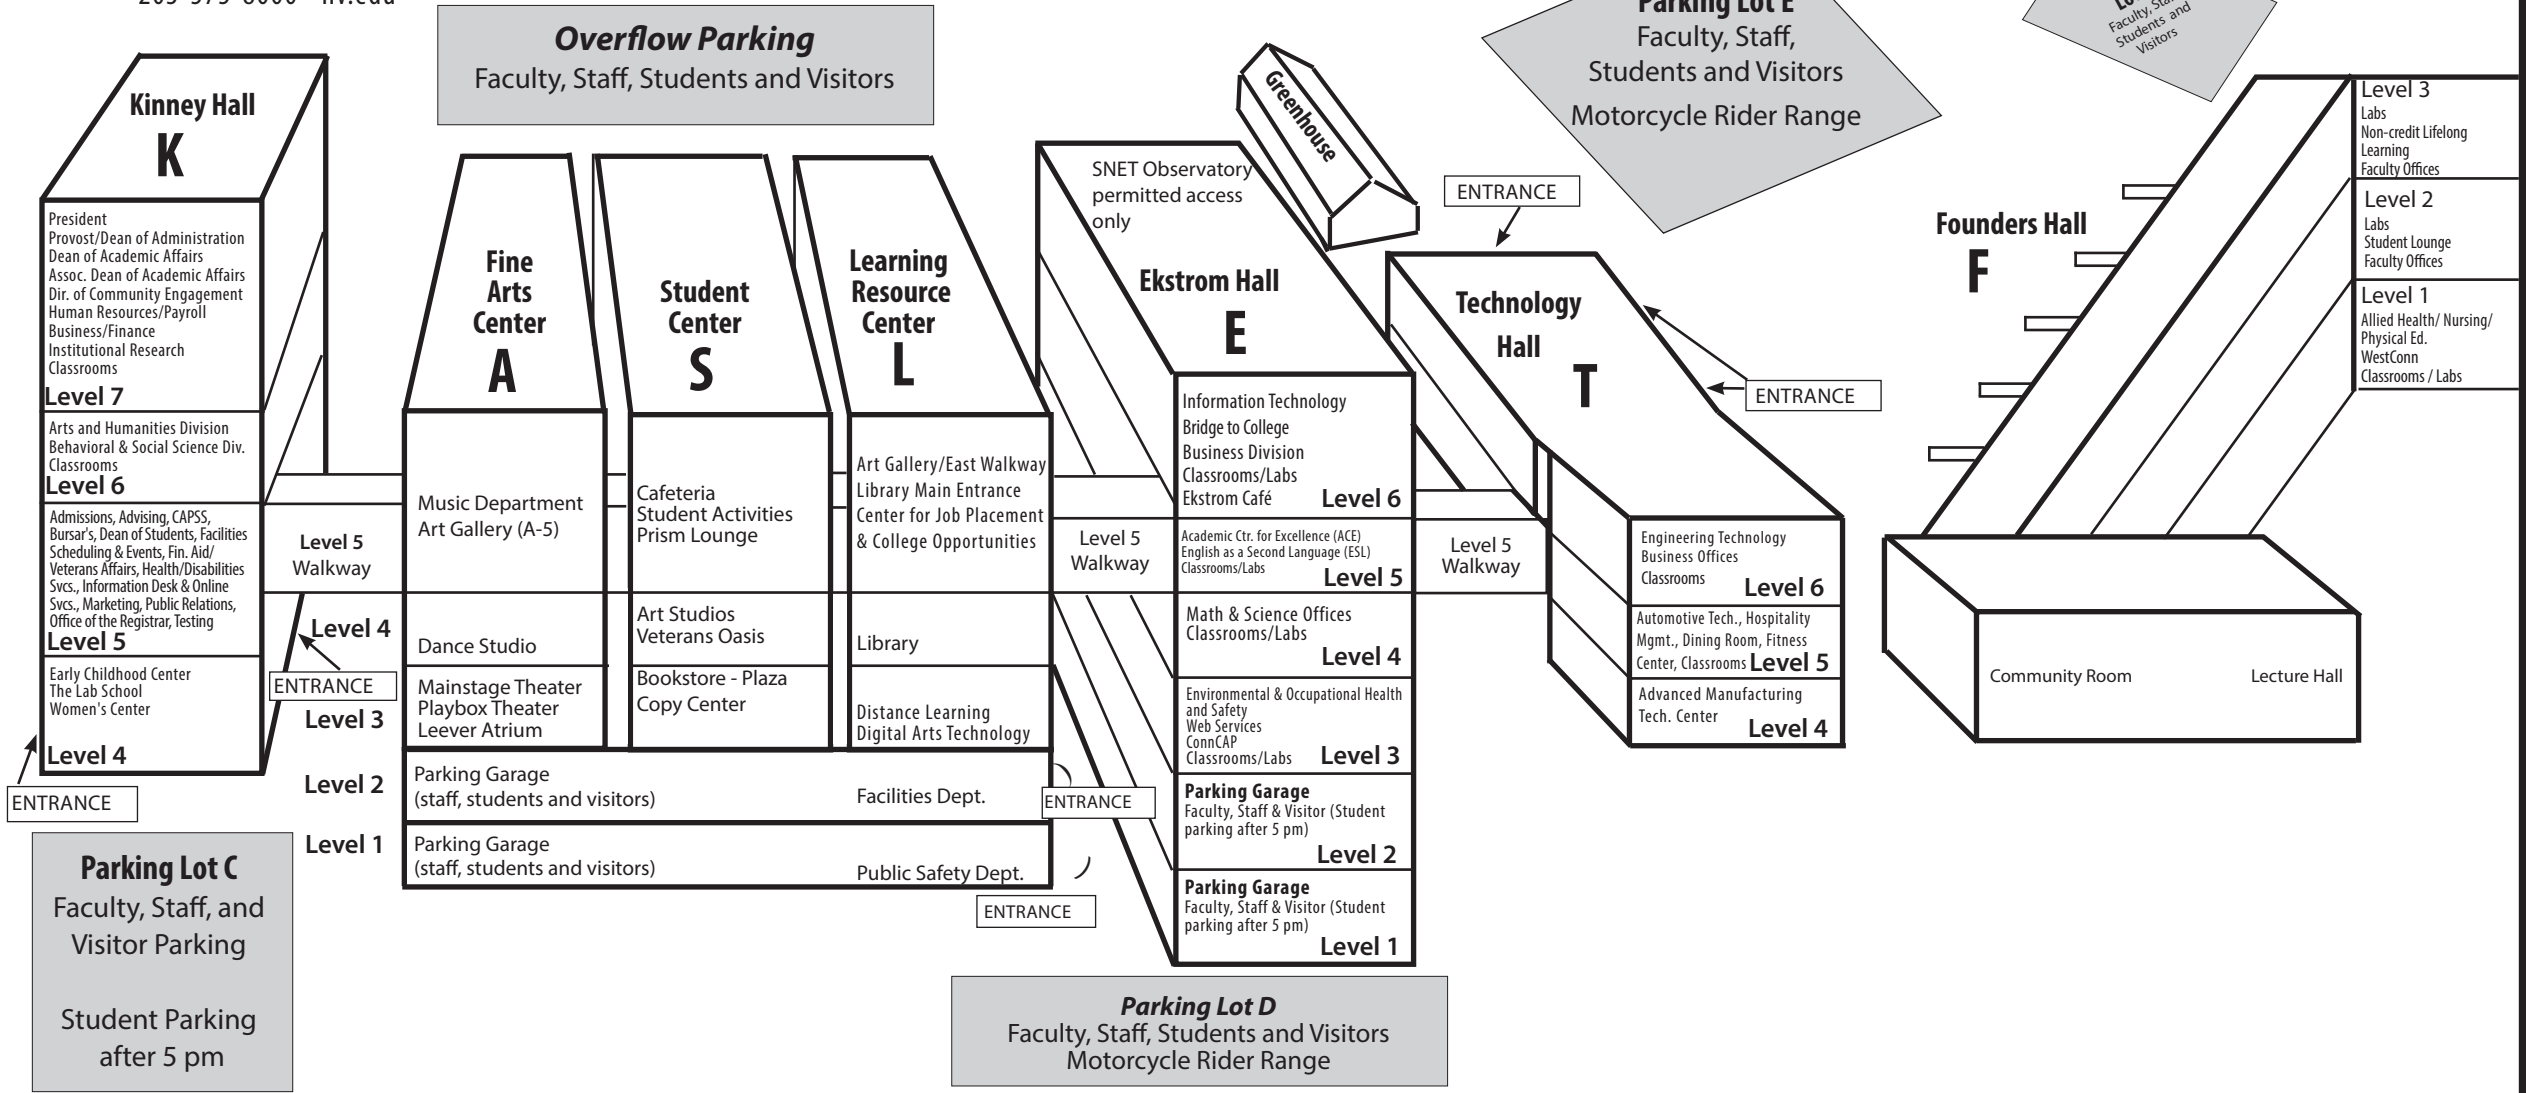 Overflow Parking
Faculty, Staff, Students and Visitors
Parking Lot E
Faculty, Staff,
Students and Visitors
Motorcycle Rider Range
Faculty, Sta
Students and
Visitors
Kinney Hall
K
President
Provost/Dean of Administration
Dean of Academic Affairs
Assoc. Dean of Academic Affairs
Dir. of Community Engagement
Human Resources/Payroll
Business/Finance
Institutional Research
Classrooms
Level 7
Arts and Humanities Division
Behavioral & Social Science Div.
Classrooms
Level 6
Admissions, Advising, CAPSS,
Bursar's, Dean of Students, Facilities
Scheduling & Events, Fin. Aid/
Veterans Affairs, Health/Disabilities
Svcs., Information Desk & Online
Svcs., Marketing, Public Relations,
Office of the Registrar, Testing
Level 5
Early Childhood Center
The Lab School
Women's Center
Level 4
ENTRANCE
Parking Lot C
Faculty, Staff, and
Visitor Parking
Student Parking
after 5 pm
Level 5
Walkway
Level 4
ENTRANCE
Level 3
Level 2
Level 1
Fine
Arts
Center
A
Music Department
Art Gallery (A-5)
Dance Studio
Mainstage Theater
Playbox Theater
Leever Atrium
Student
Center
S
Cafeteria
Student Activities
Prism Lounge
Art Studios
Veterans Oasis
Bookstore - Plaza
Copy Center
Learning
Resource
Center
L
Art Gallery/East Walkway
Library Main Entrance
Center for Job Placement
& College Opportunities
Library
Distance Learning
Digital Arts Technology
Parking Garage
(staff, students and visitors)
Facilities Dept.
ENTRANCE
Parking Garage
(staff, students and visitors)
Public Safety Dept.
ENTRANCE
Level 5
Walkway
SNET Observatory
permitted access
only
Greenhouse
Ekstrom Hall
E
Information Technology
Bridge to College
Business Division
Classrooms/Labs
Ekstrom Café
Level 6
Academic Ctr. for Excellence (ACE)
English as a Second Language (ESL)
Classrooms/Labs
Level 5
Math & Science Offices
Classrooms/Labs
Level 4
Environmental & Occupational Health
and Safety
Web Services
ConnCAP
Classrooms/Labs
Level 3
Parking Garage
Faculty, Staff & Visitor (Student
parking after 5 pm)
Level 2
Parking Garage
Faculty, Staff & Visitor (Student
parking after 5 pm)
Level 1
Parking Lot D
Faculty, Staff, Students and Visitors
Motorcycle Rider Range
Level 5
Walkway
ENTRANCE
Technology
Hall
T
ENTRANCE
Engineering Technology
Business Offices
Classrooms
Level 6
Automotive Tech., Hospitality
Mgmt., Dining Room, Fitness
Center, Classrooms Level 5
Advanced Manufacturing
Tech. Center
Level 4
Founders Hall
F
Level 3
Labs
Non-credit Lifelong
Learning
Faculty Offices
Level 2
Labs
Student Lounge
Faculty Offices
Level 1
Allied Health/ Nursing/
Physical Ed.
WestConn
Classrooms / Labs
Community Room
Lecture Hall